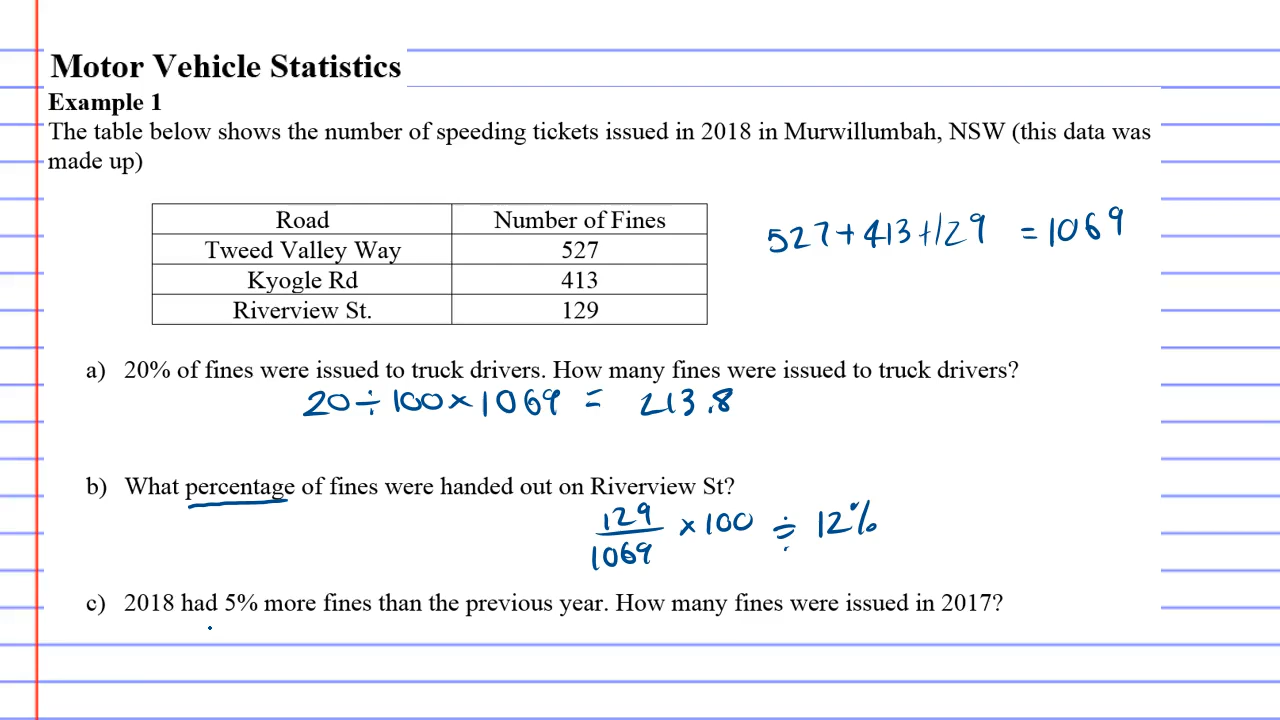 Motor Vehicle Statistics
Example 1
The table below shows the number of speeding tickets issued in 2018 in Murwillumbah, NSW (this data was
made up)
Road Number of Fines
Tweed Valley Way 527
Kyogle Rd 413
Riverview St. 129
527+413+129 = 1069
a) 20% of fines were issued to truck drivers. How many fines were issued to truck drivers?
20 ÷ 100 × 1069 = 213.8
b) What percentage of fines were handed out on Riverview St?
129/1069 × 100 ≑ 12%
c) 2018 had 5% more fines than the previous year. How many fines were issued in 2017?